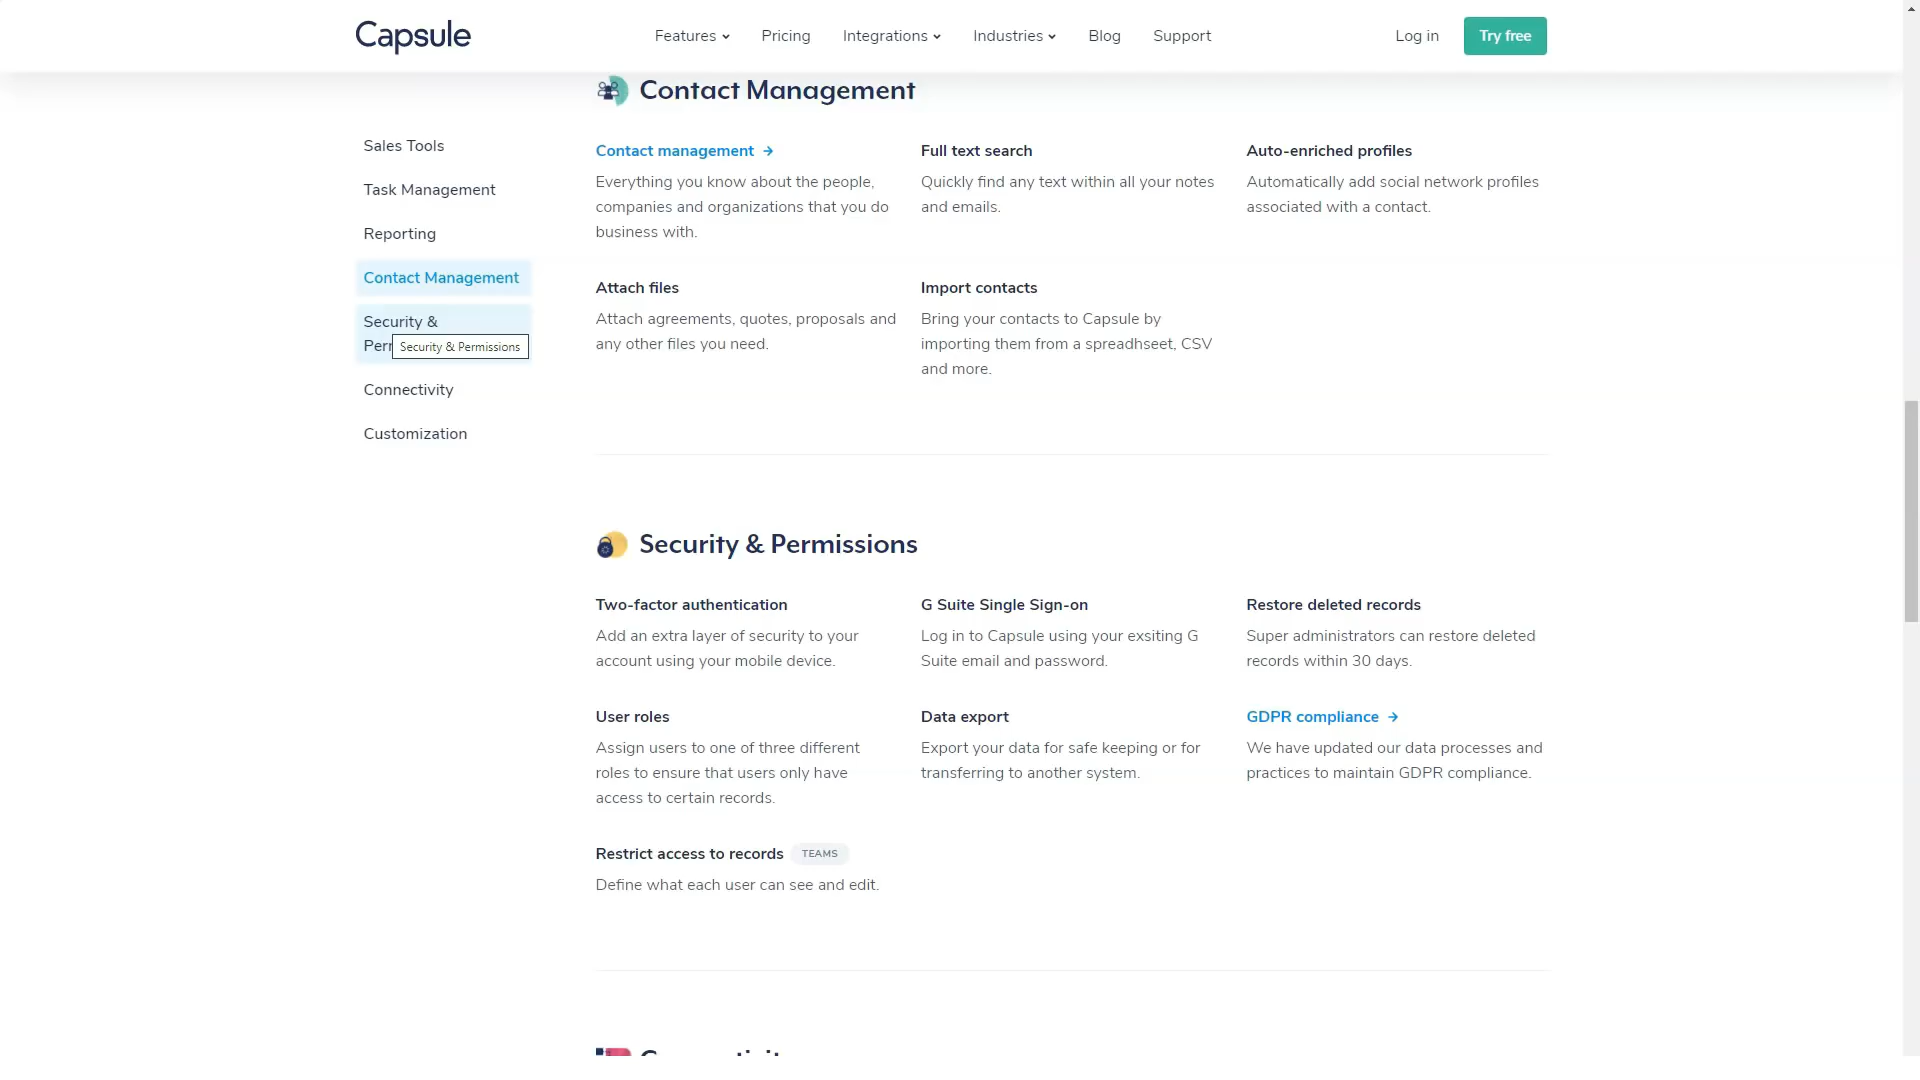 Capsule
Features
Pricing
Integrations
Industries
Blog
Support
Log in
Try free
Sales Tools
Task Management
Reporting
Contact Management
Security &
Security & Permissions
Connectivity
Customization
Contact Management
Contact management
Everything you know about the people,
companies and organizations that you do
business with.
Full text search
Quickly find any text within all your notes
and emails.
Auto-enriched profiles
Automatically add social network profiles
associated with a contact.
Attach files
Attach agreements, quotes, proposals and
any other files you need.
Import contacts
Bring your contacts to Capsule by
importing them from a spreadhseet, CSV
and more.
Security & Permissions
Two-factor authentication
Add an extra layer of security to your
account using your mobile device.
G Suite Single Sign-on
Log in to Capsule using your exsiting G
Suite email and password.
Restore deleted records
Super administrators can restore deleted
records within 30 days.
User roles
Assign users to one of three different
roles to ensure that users only have
access to certain records.
Data export
Export your data for safe keeping or for
transferring to another system.
GDPR compliance
We have updated our data processes and
practices to maintain GDPR compliance.
Restrict access to records TEAMS
Define what each user can see and edit.